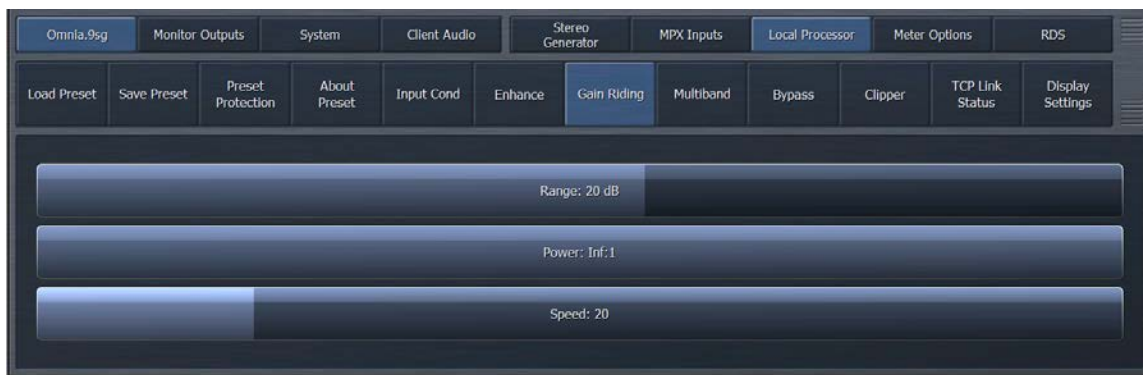 Omnia.9sg
Monitor Outputs
System
Client Audio
Stereo
Generator
MPX Inputs
Local Processor
Meter Options
RDS
Load Preset
Save Preset
Preset
Protection
About
Preset
Input Cond
Enhance
Gain Riding
Multiband
Bypass
Clipper
TCP Link
Status
Display
Settings
Range: 20 dB
Power: Inf:1
Speed: 20